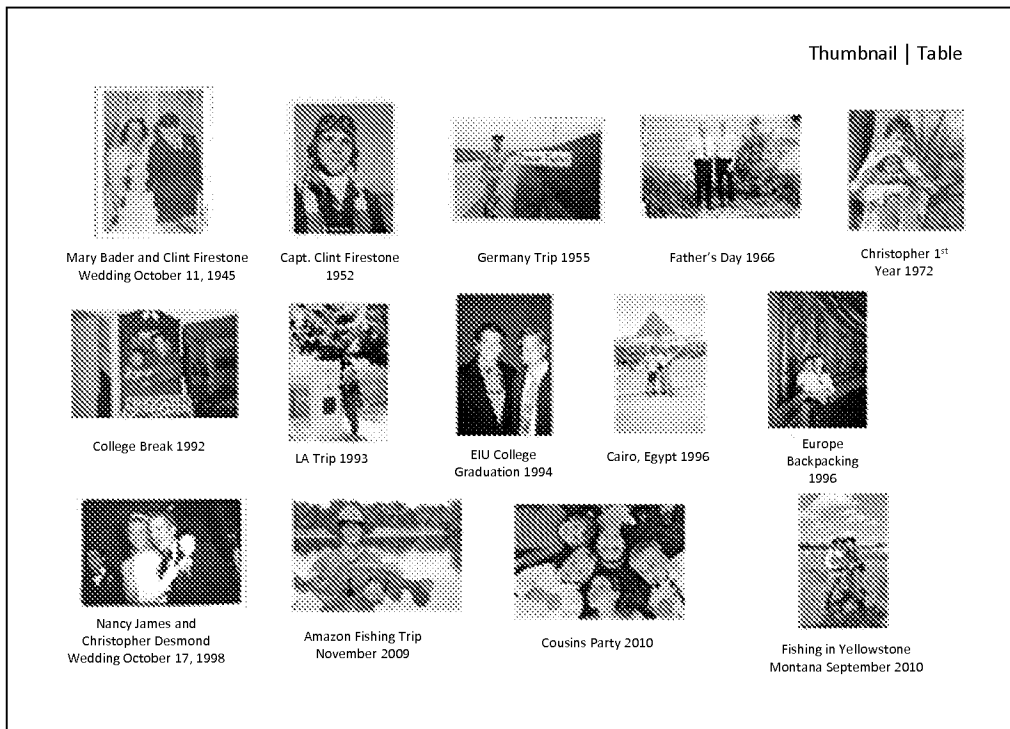 Thumbnail | Table
Mary Bader and Clint Firestone
Wedding October 11, 1945
Capt. Clint Firestone
1952
Germany Trip 1955
Father's Day 1966
Christopher 1st
Year 1972
College Break 1992
LA Trip 1993
EIU College
Graduation 1994
Cairo, Egypt 1996
Europe
Backpacking
1996
Nancy James and
Christopher Desmond
Wedding October 17, 1998
Amazon Fishing Trip
November 2009
Cousins Party 2010
Fishing in Yellowstone
Montana September 2010